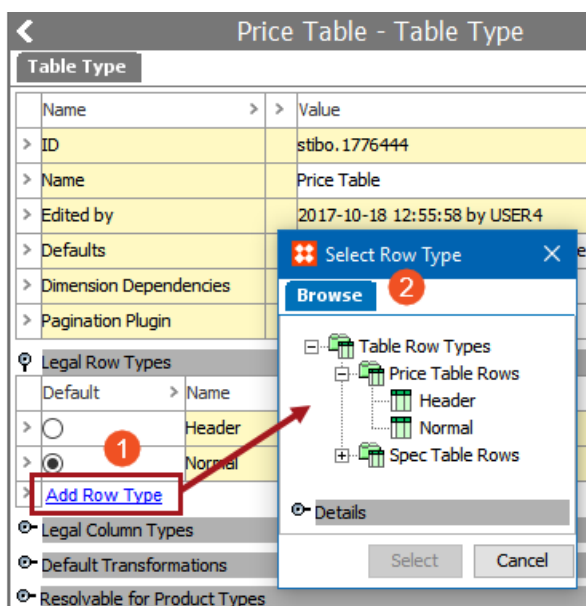 Price Table - Table Type
Table Type
Name > > Value
> ID stibo.1776444
> Name Price Table
> Edited by 2017-10-18 12:55:58 by USER4
> Defaults
> Dimension Dependencies
> Pagination Plugin
Legal Row Types
Default > Name
> Header
> Normal
> Add Row Type
Legal Column Types
Default Transformations
Resolvable for Product Types
1
Select Row Type
Browse
2
Table Row Types
Price Table Rows
Header
Normal
Spec Table Rows
Details
Select Cancel